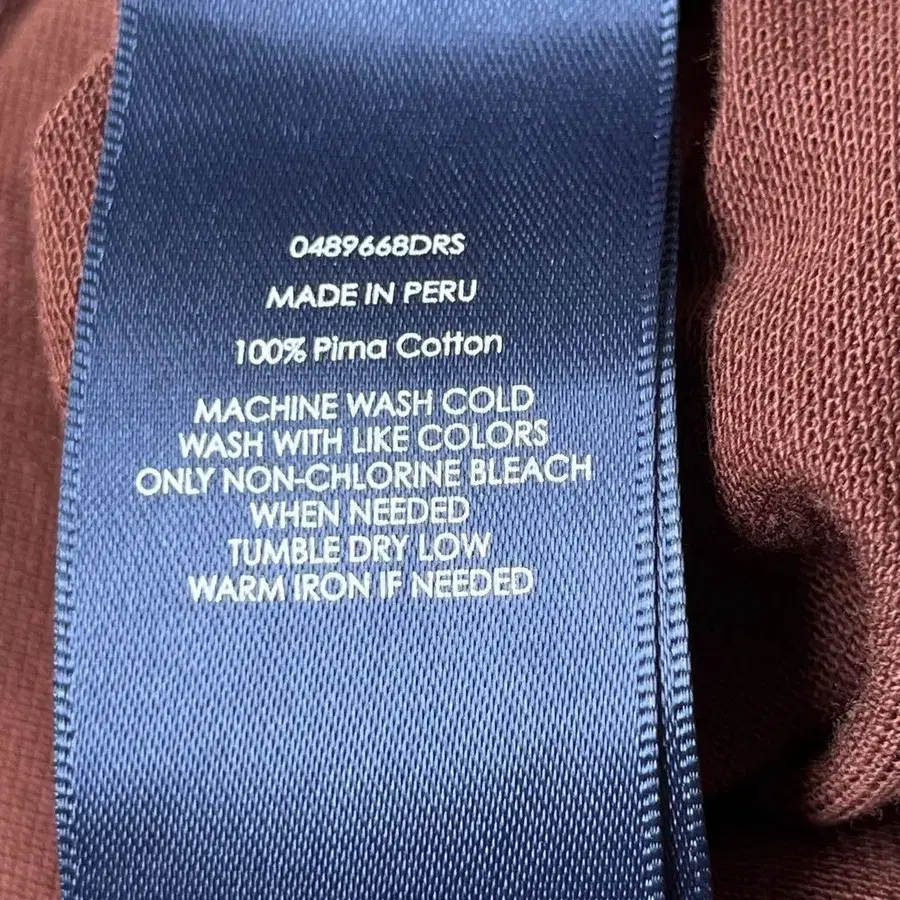 0489668DRS
MADE IN PERU
100% Pima Cotton
MACHINE WASH COLD
WASH WITH LIKE COLORS
ONLY NON-CHLORINE BLEACH
WHEN NEEDED
TUMBLE DRY LOW
WARM IRON IF NEEDED